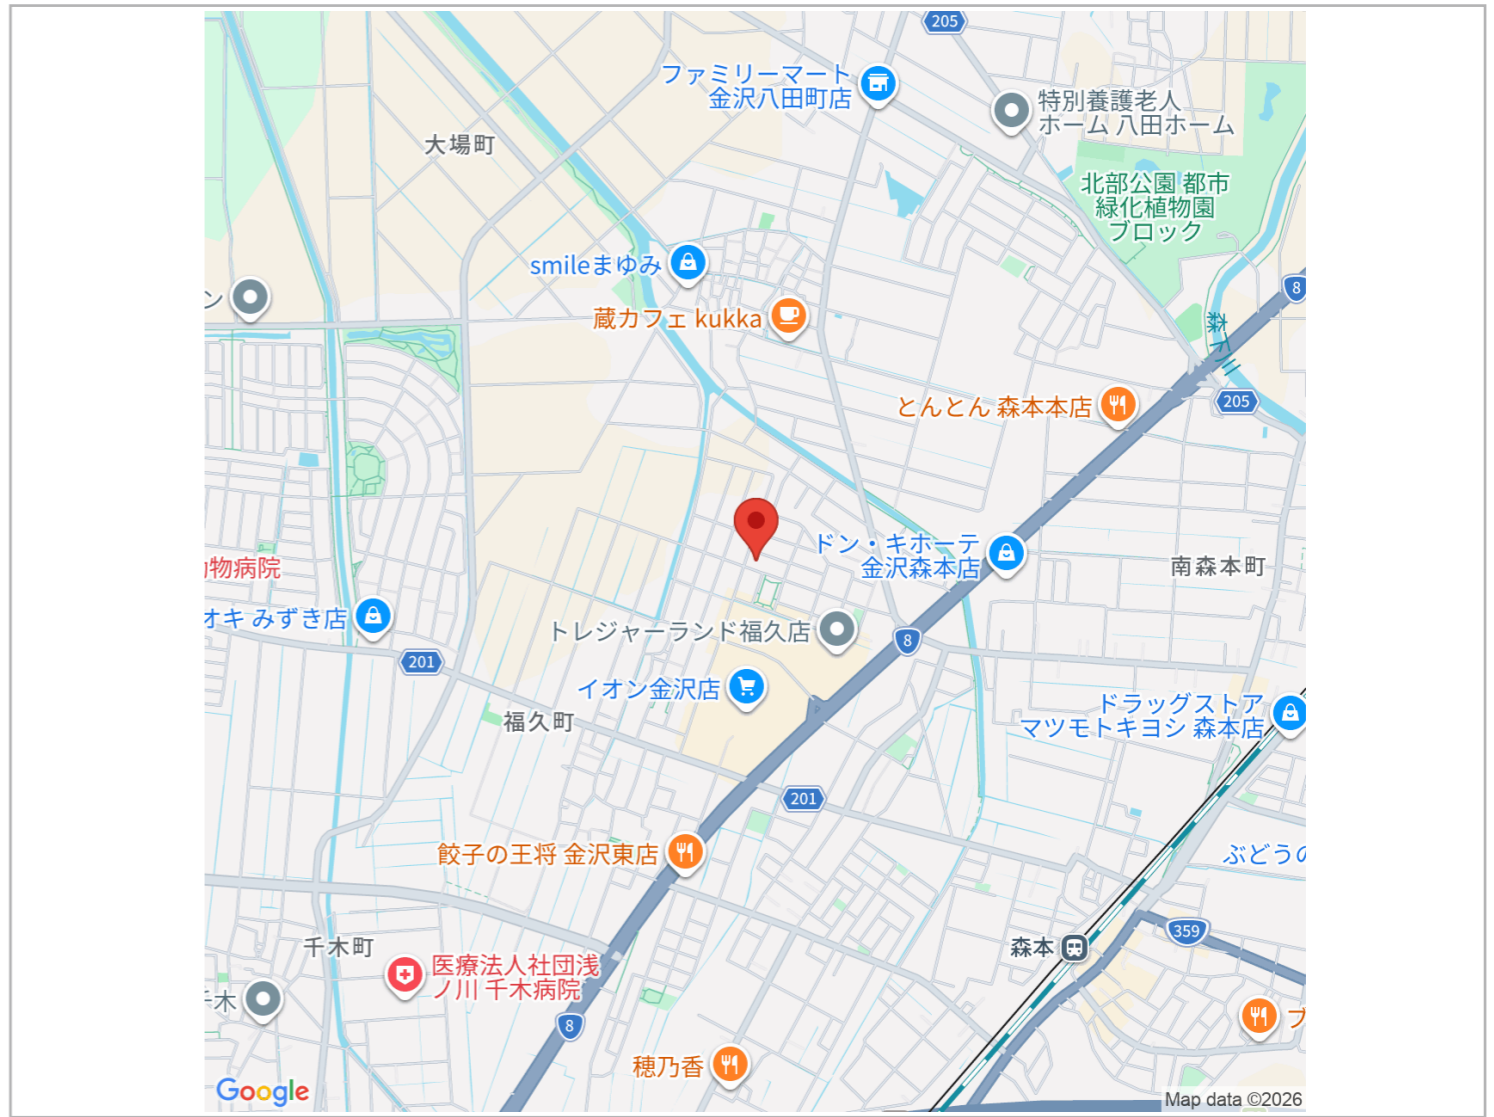 205
ファミリーマート
金沢八田町店
特別養護老人
ホーム 八田ホーム
大場町
北部公園 都市
緑化植物園
ブロック
smileまゆみ
8
ン
蔵カフェ kukka
森下川
とんとん 森本本店
205
ドン・キホーテ
金沢森本店
南森本町
物病院
オキ みずき店
トレジャーランド福久店
8
201
イオン金沢店
ドラッグストア
マツモトキヨシ 森本店
福久町
201
餃子の王将 金沢東店
ぶどうの
359
千木町
森本
医療法人社団浅
ノ川 千木病院
千木
8
ブ
穂乃香
Google
Map data ©2026